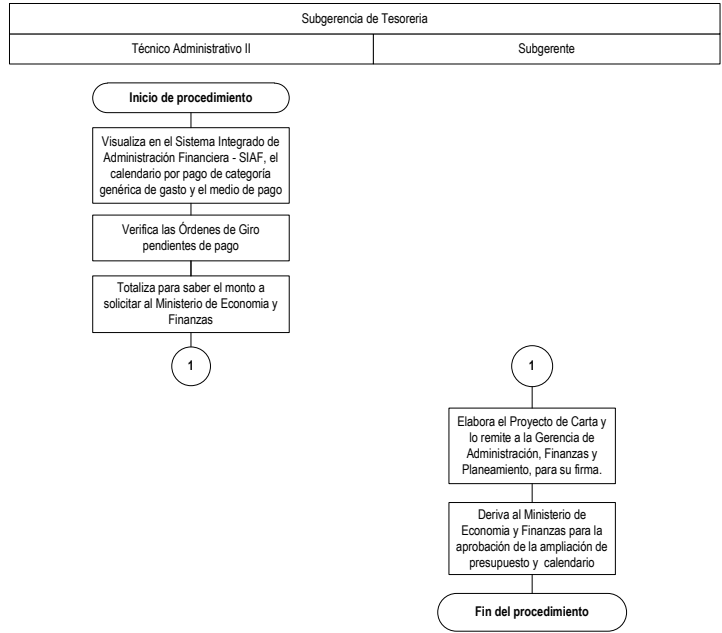 Subgerencia de Tesoreria
Técnico Administrativo II
Subgerente
Inicio de procedimiento
Visualiza en el Sistema Integrado de
Administración Financiera - SIAF, el
calendario por pago de categoría
genérica de gasto y el medio de pago
Verifica las Órdenes de Giro
pendientes de pago
Totaliza para saber el monto a
solicitar al Ministerio de Economia y
Finanzas
1
1
Elabora el Proyecto de Carta y
lo remite a la Gerencia de
Administración, Finanzas y
Planeamiento, para su firma.
Deriva al Ministerio de
Economia y Finanzas para la
aprobación de la ampliación de
presupuesto y calendario
Fin del procedimiento